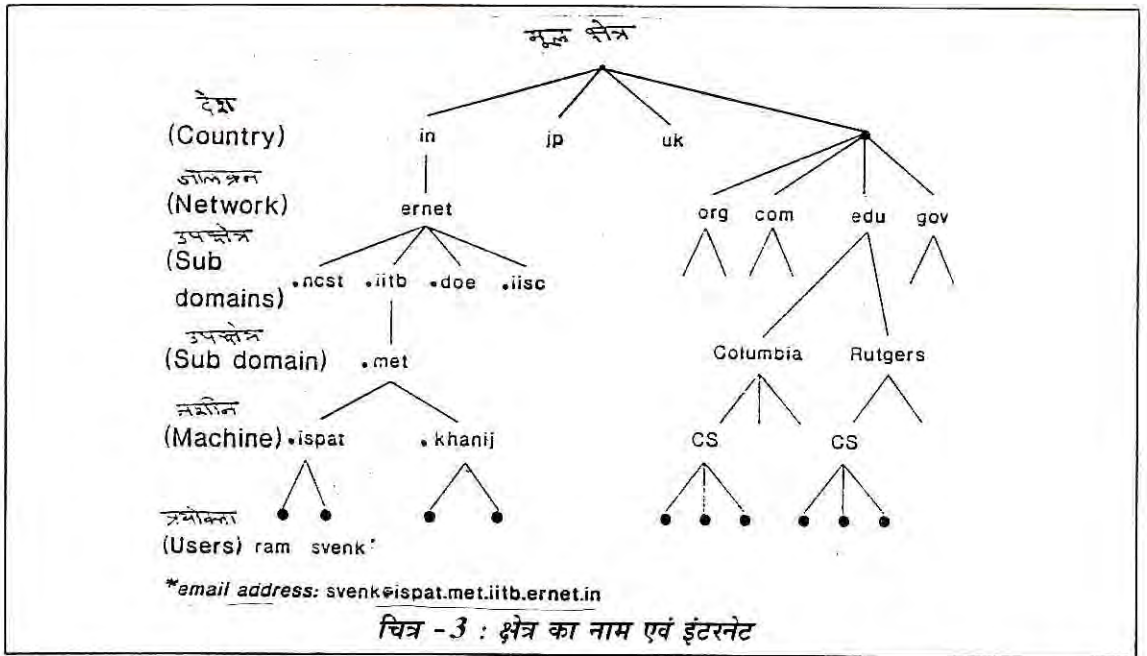 मूल क्षेत्र
देश
(Country) in jp uk
जालक्रम
(Network) ernet org com edu gov
उपक्षेत्र
(Sub
domains) .ncst .iitb .doe .iisc
उपक्षेत्र
(Sub domain) .met Columbia Rutgers
मशीन
(Machine) .ispat .khanij CS CS
प्रयोक्ता
(Users) ram svenk*
*email address: svenk@ispat.met.iitb.ernet.in
चित्र -3 : क्षेत्र का नाम एवं इंटरनेट